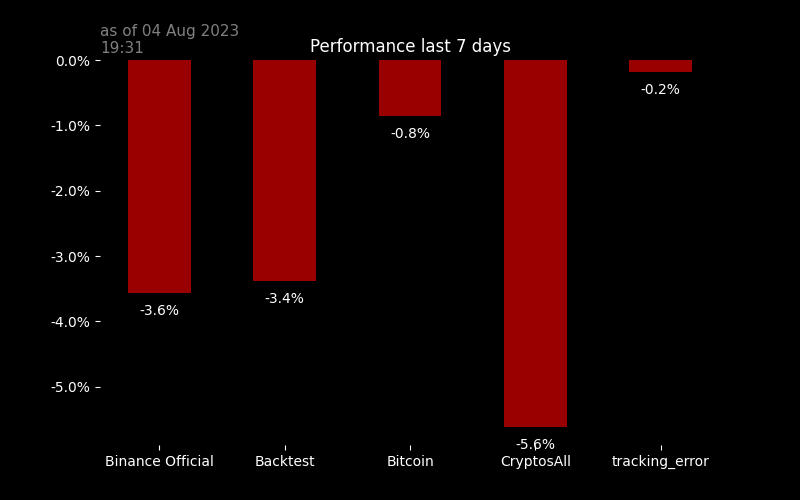 as of 04 Aug 2023
19:31
Performance last 7 days
0.0%
-1.0%
-2.0%
-3.0%
-4.0%
-5.0%
-3.6%
-3.4%
-0.8%
-5.6%
-0.2%
Binance Official
Backtest
Bitcoin
CryptosAll
tracking_error